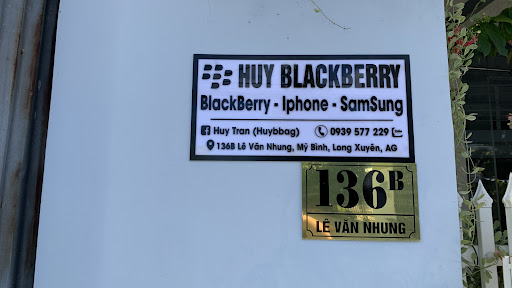 HUY BLACKBERRY
BlackBerry - Iphone - SamSung
Huy Tran (Huybbag) 0939 577 229
136B Lê Văn Nhung, Mỹ Bình, Long Xuyên, AG
136B
LÊ VĂN NHUNG